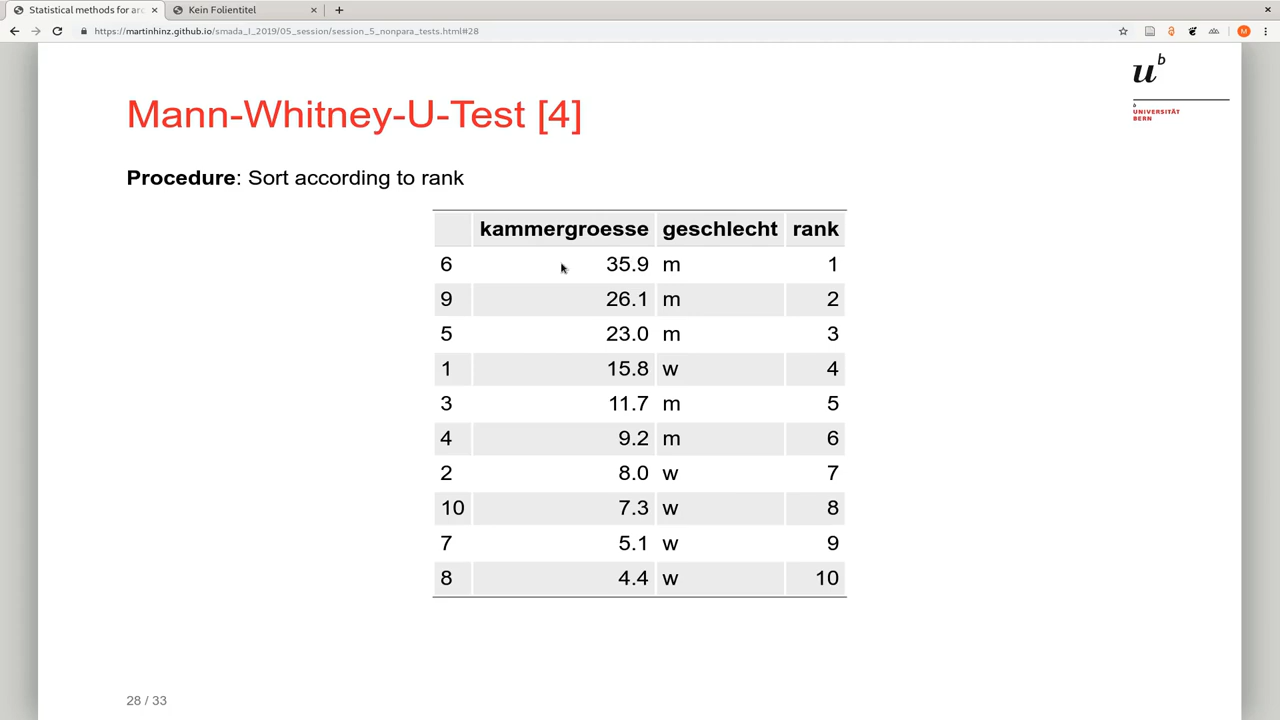 Statistical methods for arc
Kein Folientitel
https://martinhinz.github.io/smada_I_2019/05_session/session_5_nonpara_tests.html#28
M
u b
b
UNIVERSITÄT
BERN
Mann-Whitney-U-Test [4]
Procedure: Sort according to rank
kammergroesse geschlecht rank
6 35.9 m 1
9 26.1 m 2
5 23.0 m 3
1 15.8 w 4
3 11.7 m 5
4 9.2 m 6
2 8.0 w 7
10 7.3 w 8
7 5.1 w 9
8 4.4 w 10
28 / 33